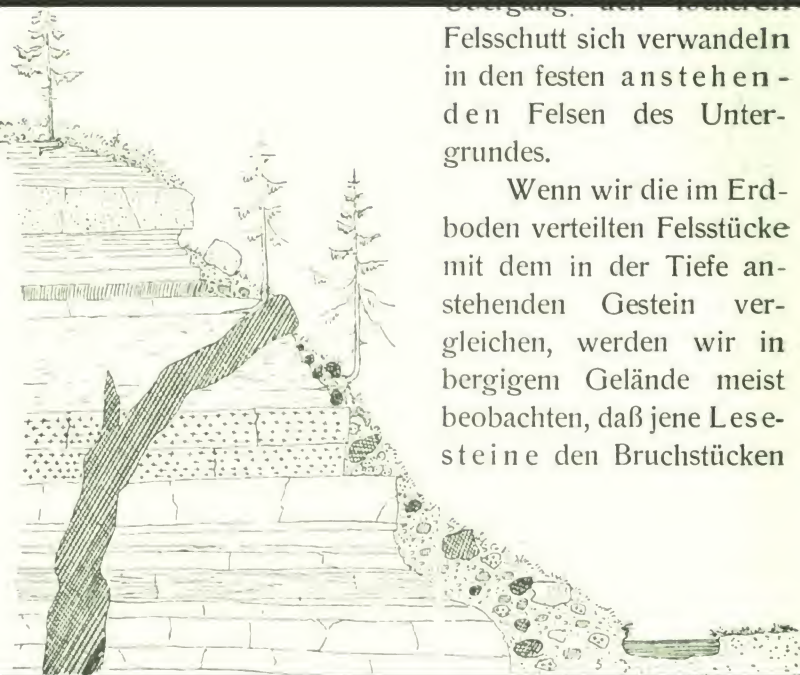 Felsschutt sich verwandeln
in den festen anstehen-
den Felsen des Unter-
grundes.
Wenn wir die im Erd-
boden verteilten Felsstücke
mit dem in der Tiefe an-
stehenden Gestein ver-
gleichen, werden wir in
bergigem Gelände meist
beobachten, daß jene Lese-
steine den Bruchstücken